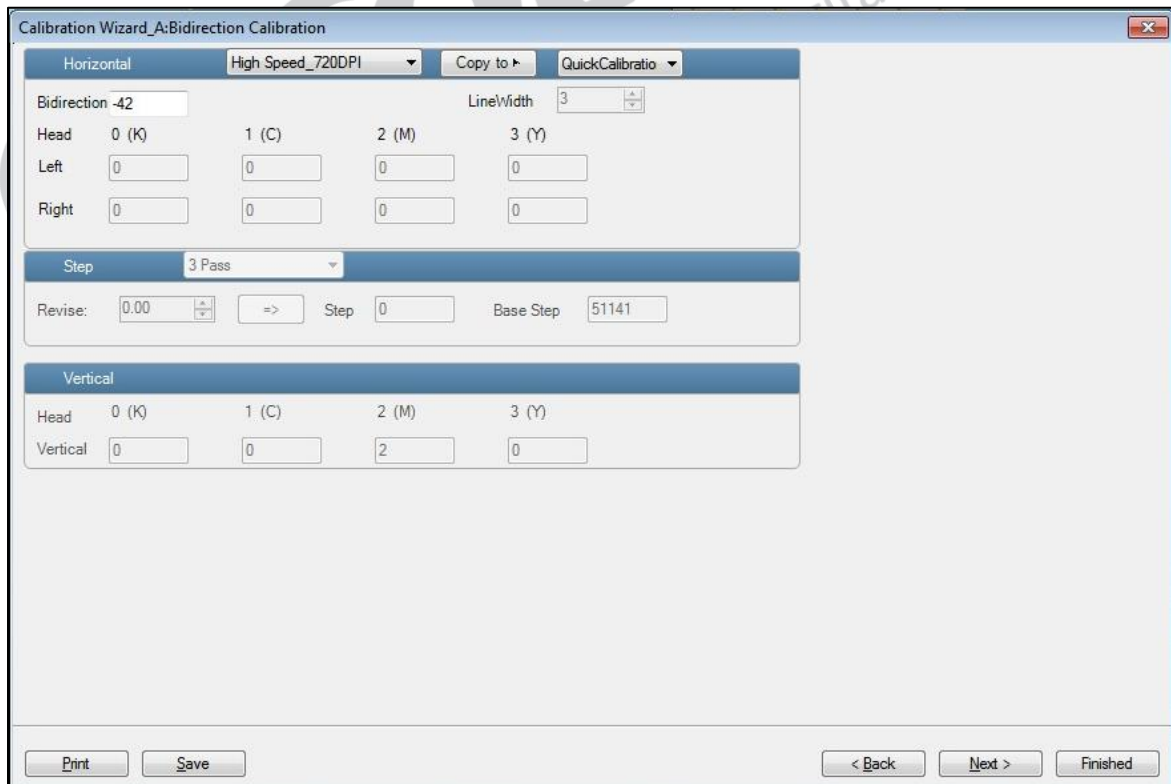 Calibration Wizard_A:Bidirection Calibration
Horizontal High Speed_720DPI Copy to QuickCalibratio
Bidirection -42 LineWidth 3
Head 0 (K) 1 (C) 2 (M) 3 (Y)
Left 0 0 0 0
Right 0 0 0 0
Step 3 Pass
Revise: 0.00 => Step 0 Base Step 51141
Vertical
Head 0 (K) 1 (C) 2 (M) 3 (Y)
Vertical 0 0 2 0
Print Save < Back Next > Finished